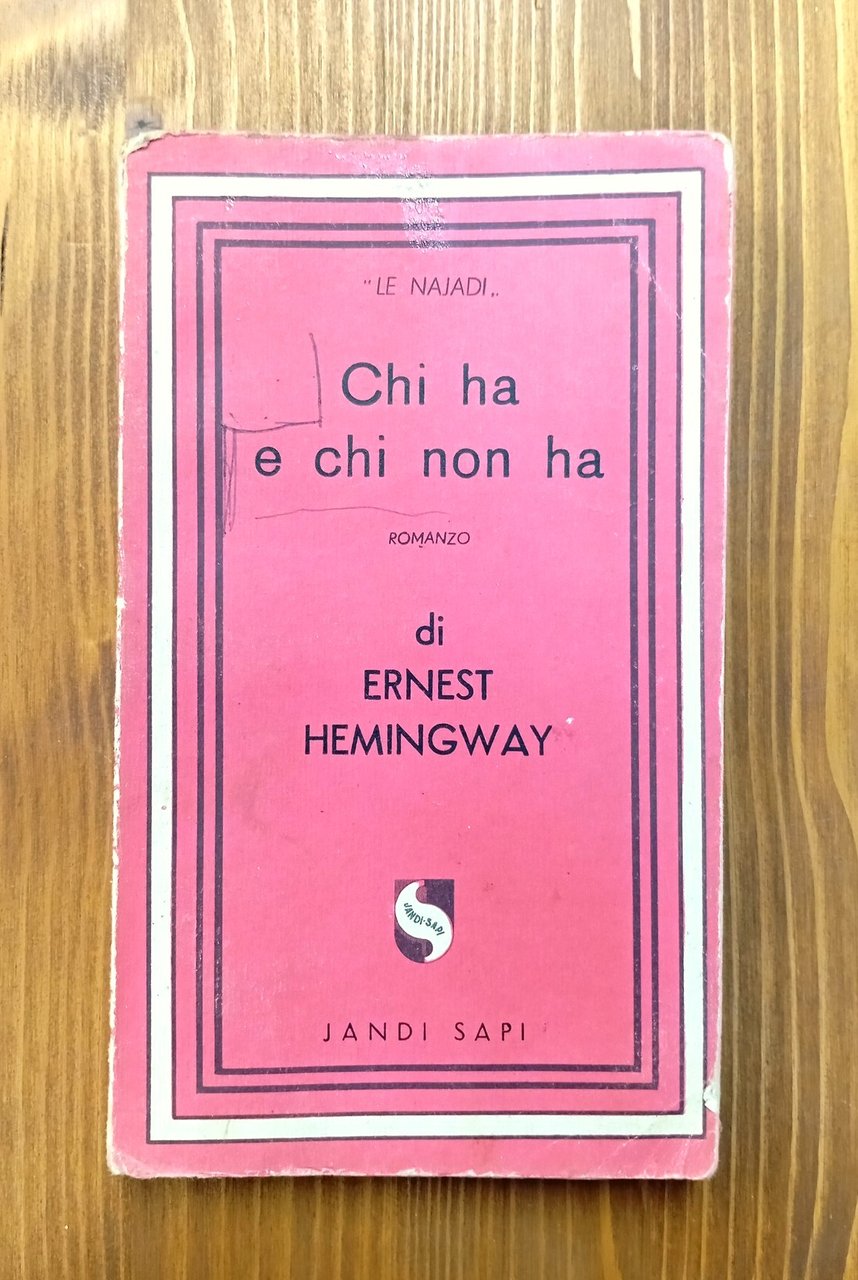 "LE NAJADI„
Chi ha
e chi non ha
ROMANZO
di
ERNEST
HEMINGWAY
JANDI-SAPI
JANDI SAPI